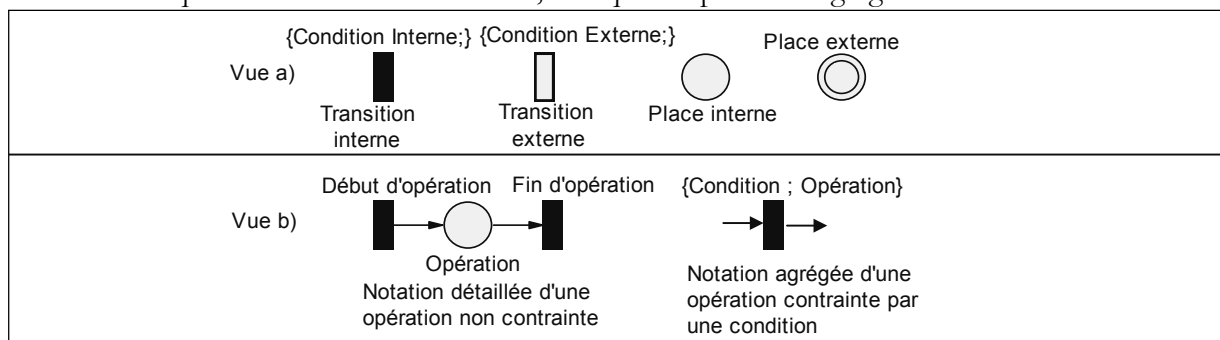 {Condition Interne;} {Condition Externe;} Place externe
Vue a)
Transition interne
Transition externe
Place interne
Début d'opération Fin d'opération {Condition ; Opération}
Vue b)
Opération
Notation détaillée d'une
opération non contrainte
Notation agrégée d'une
opération contrainte par
une condition